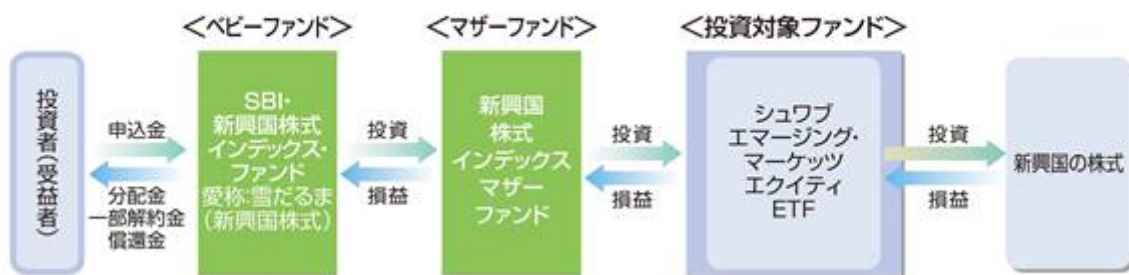 ＜ベビーファンド＞
＜マザーファンド＞
＜投資対象ファンド＞
投資者(受益者)
申込金
分配金
一部解約金
償還金
SBI・
新興国株式
インデックス・
ファンド
愛称:雪だるま
(新興国株式)
投資
損益
新興国
株式
インデックス
マザー
ファンド
投資
損益
シュワブ
エマージング・
マーケッツ
エクイティ
ETF
投資
損益
新興国の株式